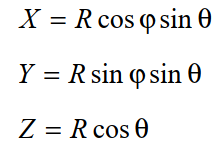 X = R cos φ sin θ
Y = R sin φ sin θ
Z = R cos θ